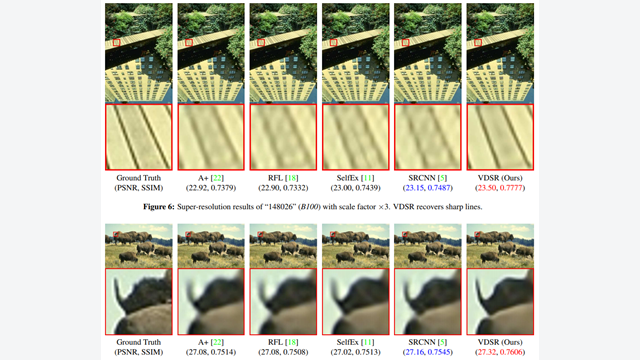 Ground Truth A+ [22] RFL [18] SelfEx [11] SRCNN [5] VDSR (Ours)
(PSNR, SSIM) (22.92, 0.7379) (22.90, 0.7332) (23.00, 0.7439) (23.15, 0.7487) (23.50, 0.7777)
Figure 6: Super-resolution results of “148026” (B100) with scale factor ×3. VDSR recovers sharp lines.
Ground Truth A+ [22] RFL [18] SelfEx [11] SRCNN [5] VDSR (Ours)
(PSNR, SSIM) (27.08, 0.7514) (27.08, 0.7508) (27.02, 0.7513) (27.16, 0.7545) (27.32, 0.7606)